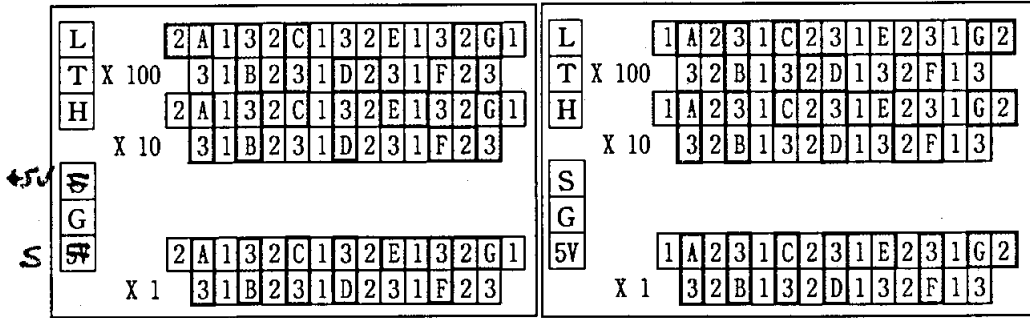 L 2 A 1 3 2 C 1 3 2 E 1 3 2 G 1
T X 100 3 1 B 2 3 1 D 2 3 1 F 2 3
H 2 A 1 3 2 C 1 3 2 E 1 3 2 G 1
X 10 3 1 B 2 3 1 D 2 3 1 F 2 3
+5V S
G
S 5V 2 A 1 3 2 C 1 3 2 E 1 3 2 G 1
X 1 3 1 B 2 3 1 D 2 3 1 F 2 3
L 1 A 2 3 1 C 2 3 1 E 2 3 1 G 2
T X 100 3 2 B 1 3 2 D 1 3 2 F 1 3
H 1 A 2 3 1 C 2 3 1 E 2 3 1 G 2
X 10 3 2 B 1 3 2 D 1 3 2 F 1 3
S
G
5V 1 A 2 3 1 C 2 3 1 E 2 3 1 G 2
X 1 3 2 B 1 3 2 D 1 3 2 F 1 3